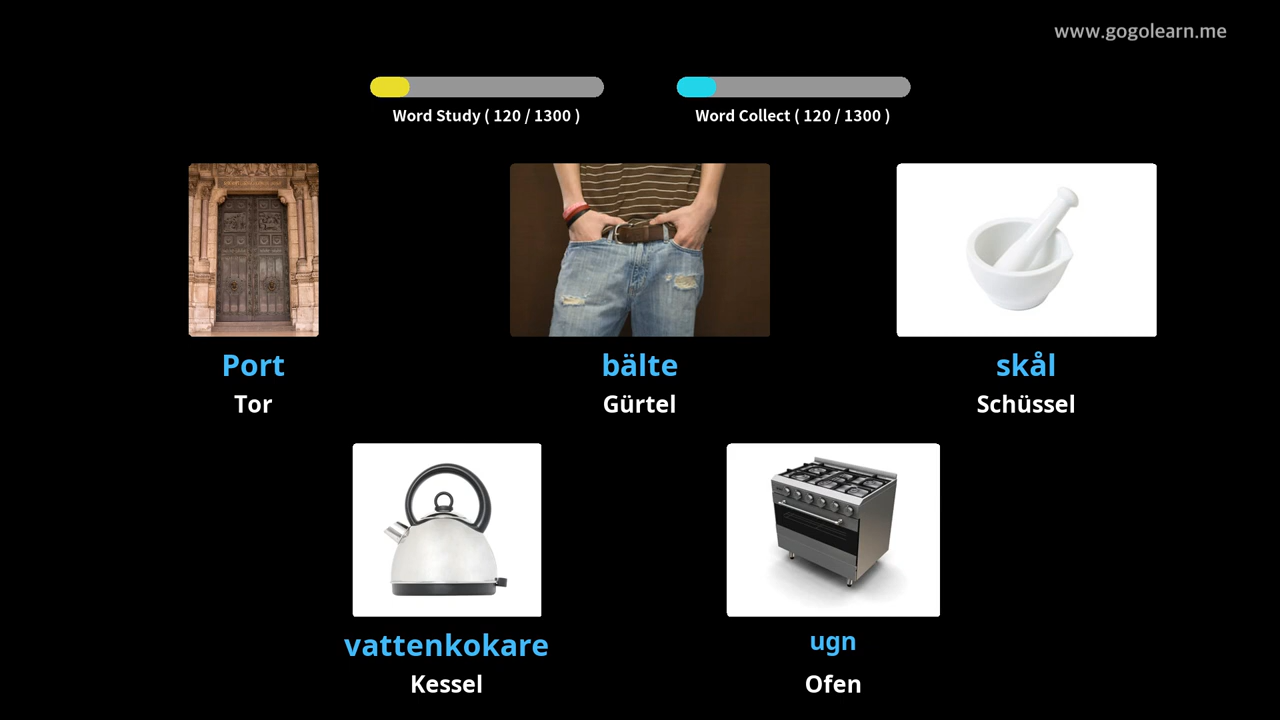 www.gogolearn.me
Word Study ( 120 / 1300 )
Word Collect ( 120 / 1300 )
Port
Tor
bälte
Gürtel
skål
Schüssel
vattenkokare
Kessel
ugn
Ofen